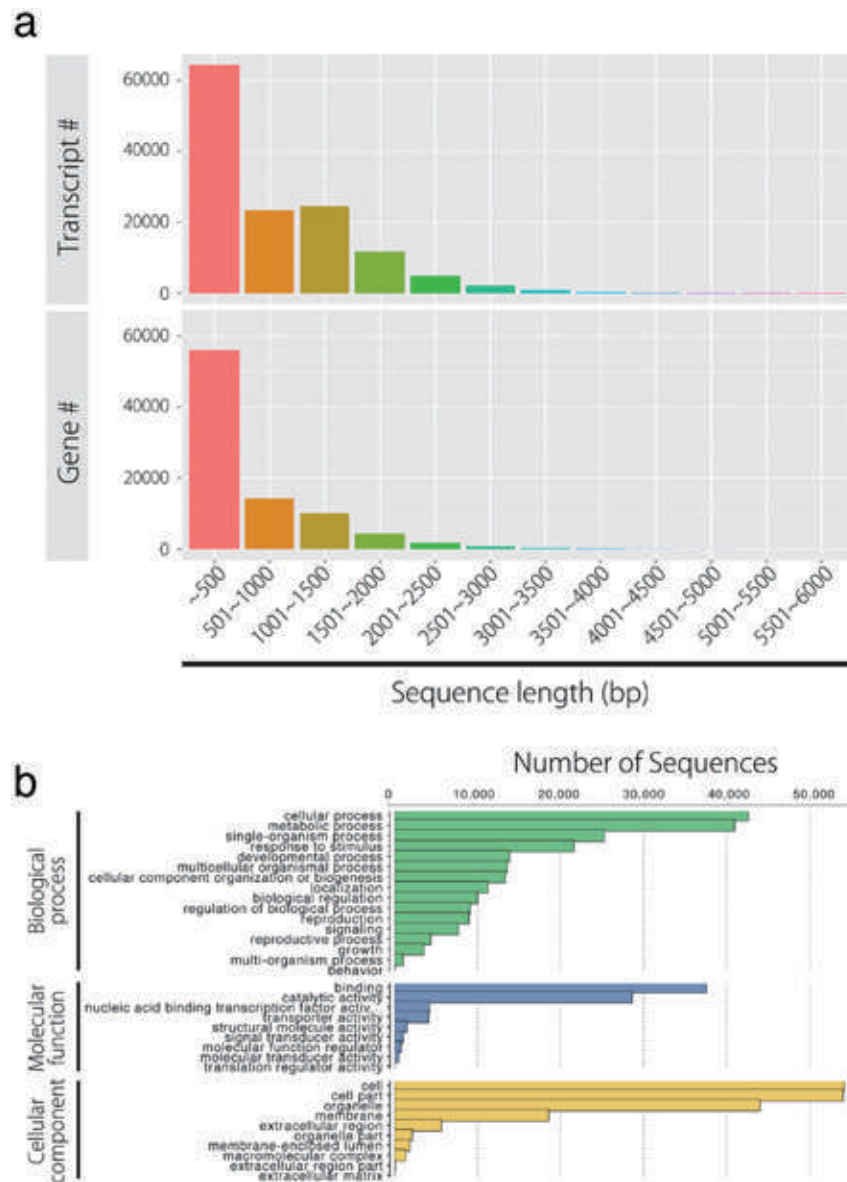 a
Transcript #
60000
40000
20000
0
Gene #
60000
40000
20000
0
~500
501~1000
1001~1500
1501~2000
2001~2500
2501~3000
3001~3500
3501~4000
4001~4500
4501~5000
5001~5500
5501~6000
Sequence length (bp)
b
Number of Sequences
0 10,000 20,000 30,000 40,000 50,000
Biological
process
cellular process
metabolic process
single-organism process
response to stimulus
developmental process
multicellular organismal process
cellular component organization or biogenesis
localization
biological regulation
regulation of biological process
reproduction
signaling
reproductive process
growth
multi-organism process
behavior
Molecular
function
binding
catalytic activity
nucleic acid binding transcription factor activ...
transporter activity
structural molecule activity
signal transducer activity
molecular function regulator
molecular transducer activity
translation regulator activity
Cellular
component
cell
cell part
organelle
membrane
extracellular region
organelle part
membrane-enclosed lumen
macromolecular complex
extracellular region part
extracellular matrix